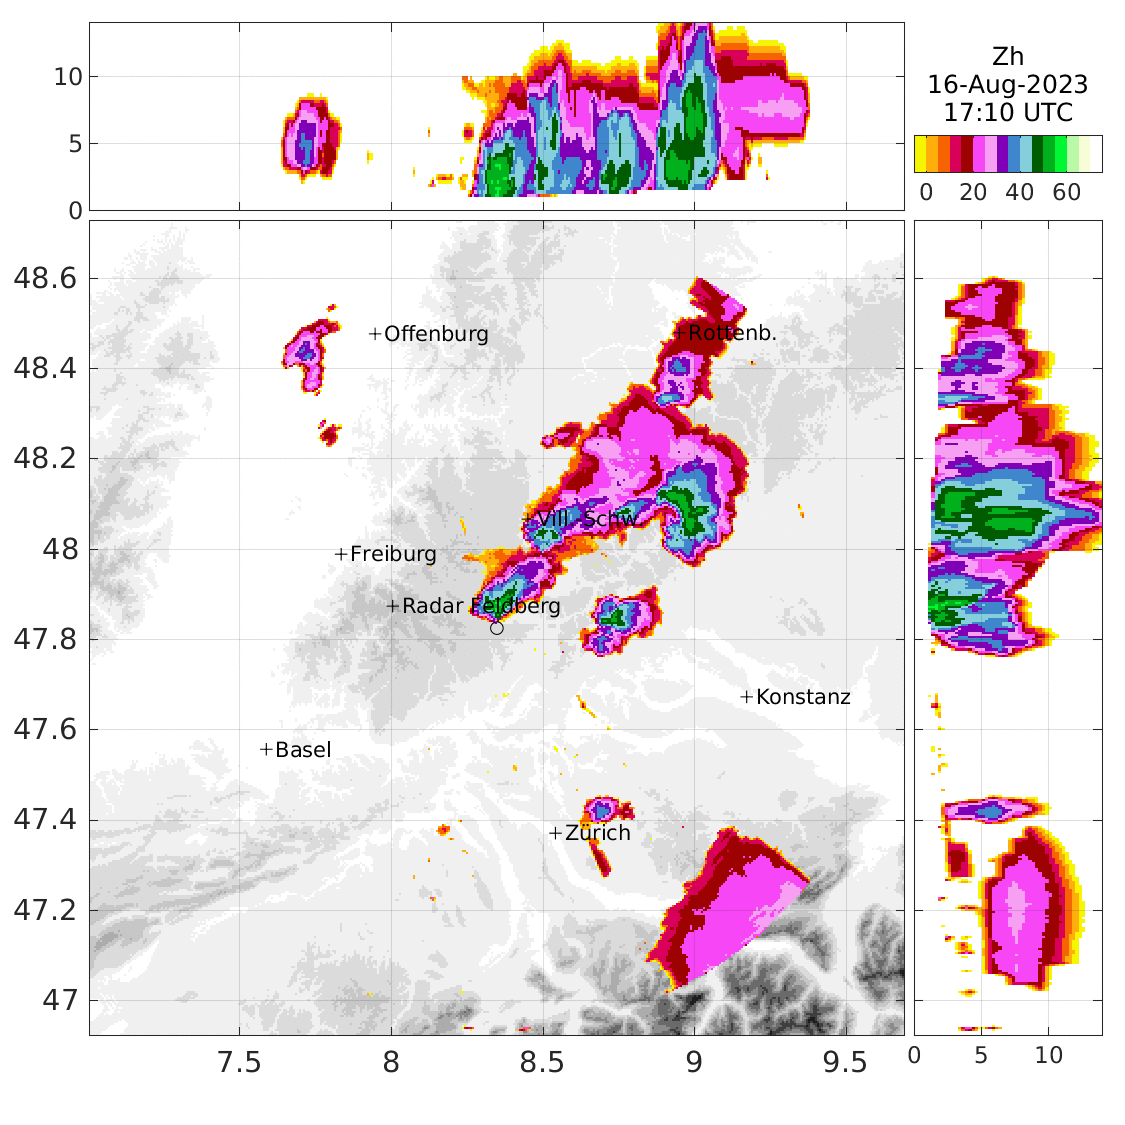 10
5
0
Zh
16-Aug-2023
17:10 UTC
0 20 40 60
48.6
48.4
48.2
48
47.8
47.6
47.4
47.2
47
+Offenburg
+Rottenb.
+Vill.-Schw.
+Freiburg
+Radar Feldberg
+Konstanz
+Basel
+Zürich
7.5 8 8.5 9 9.5
0 5 10